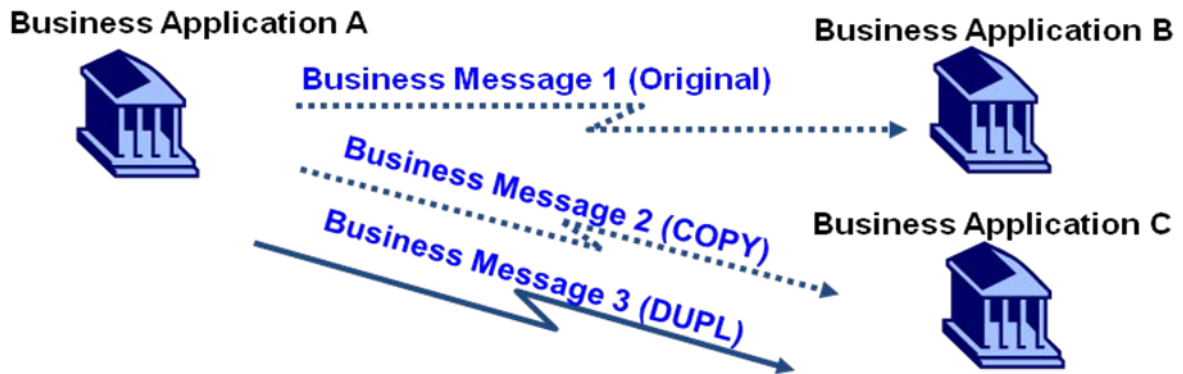 Business Application A
Business Application B
Business Message 1 (Original)
Business Message 2 (COPY)
Business Application C
Business Message 3 (DUPL)